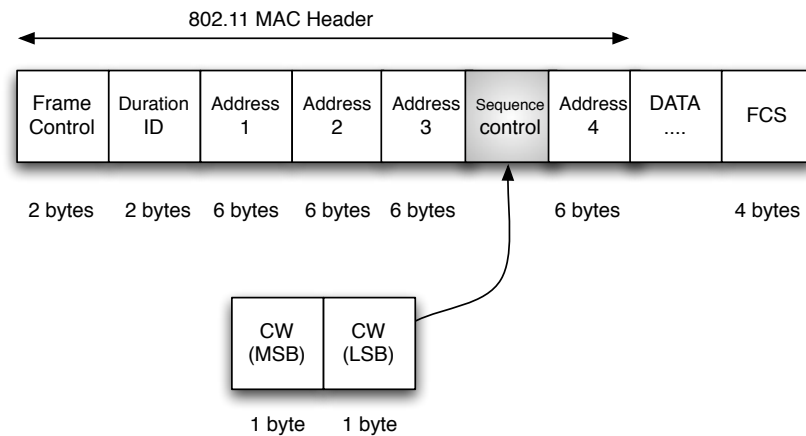 802.11 MAC Header
Frame Control
Duration ID
Address 1
Address 2
Address 3
Sequence control
Address 4
DATA ....
FCS
2 bytes
2 bytes
6 bytes
6 bytes
6 bytes
6 bytes
4 bytes
CW (MSB)
CW (LSB)
1 byte
1 byte